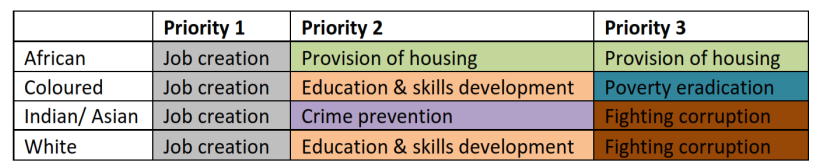 Priority 1 Priority 2 Priority 3
African Job creation Provision of housing Provision of housing
Coloured Job creation Education & skills development Poverty eradication
Indian/ Asian Job creation Crime prevention Fighting corruption
White Job creation Education & skills development Fighting corruption